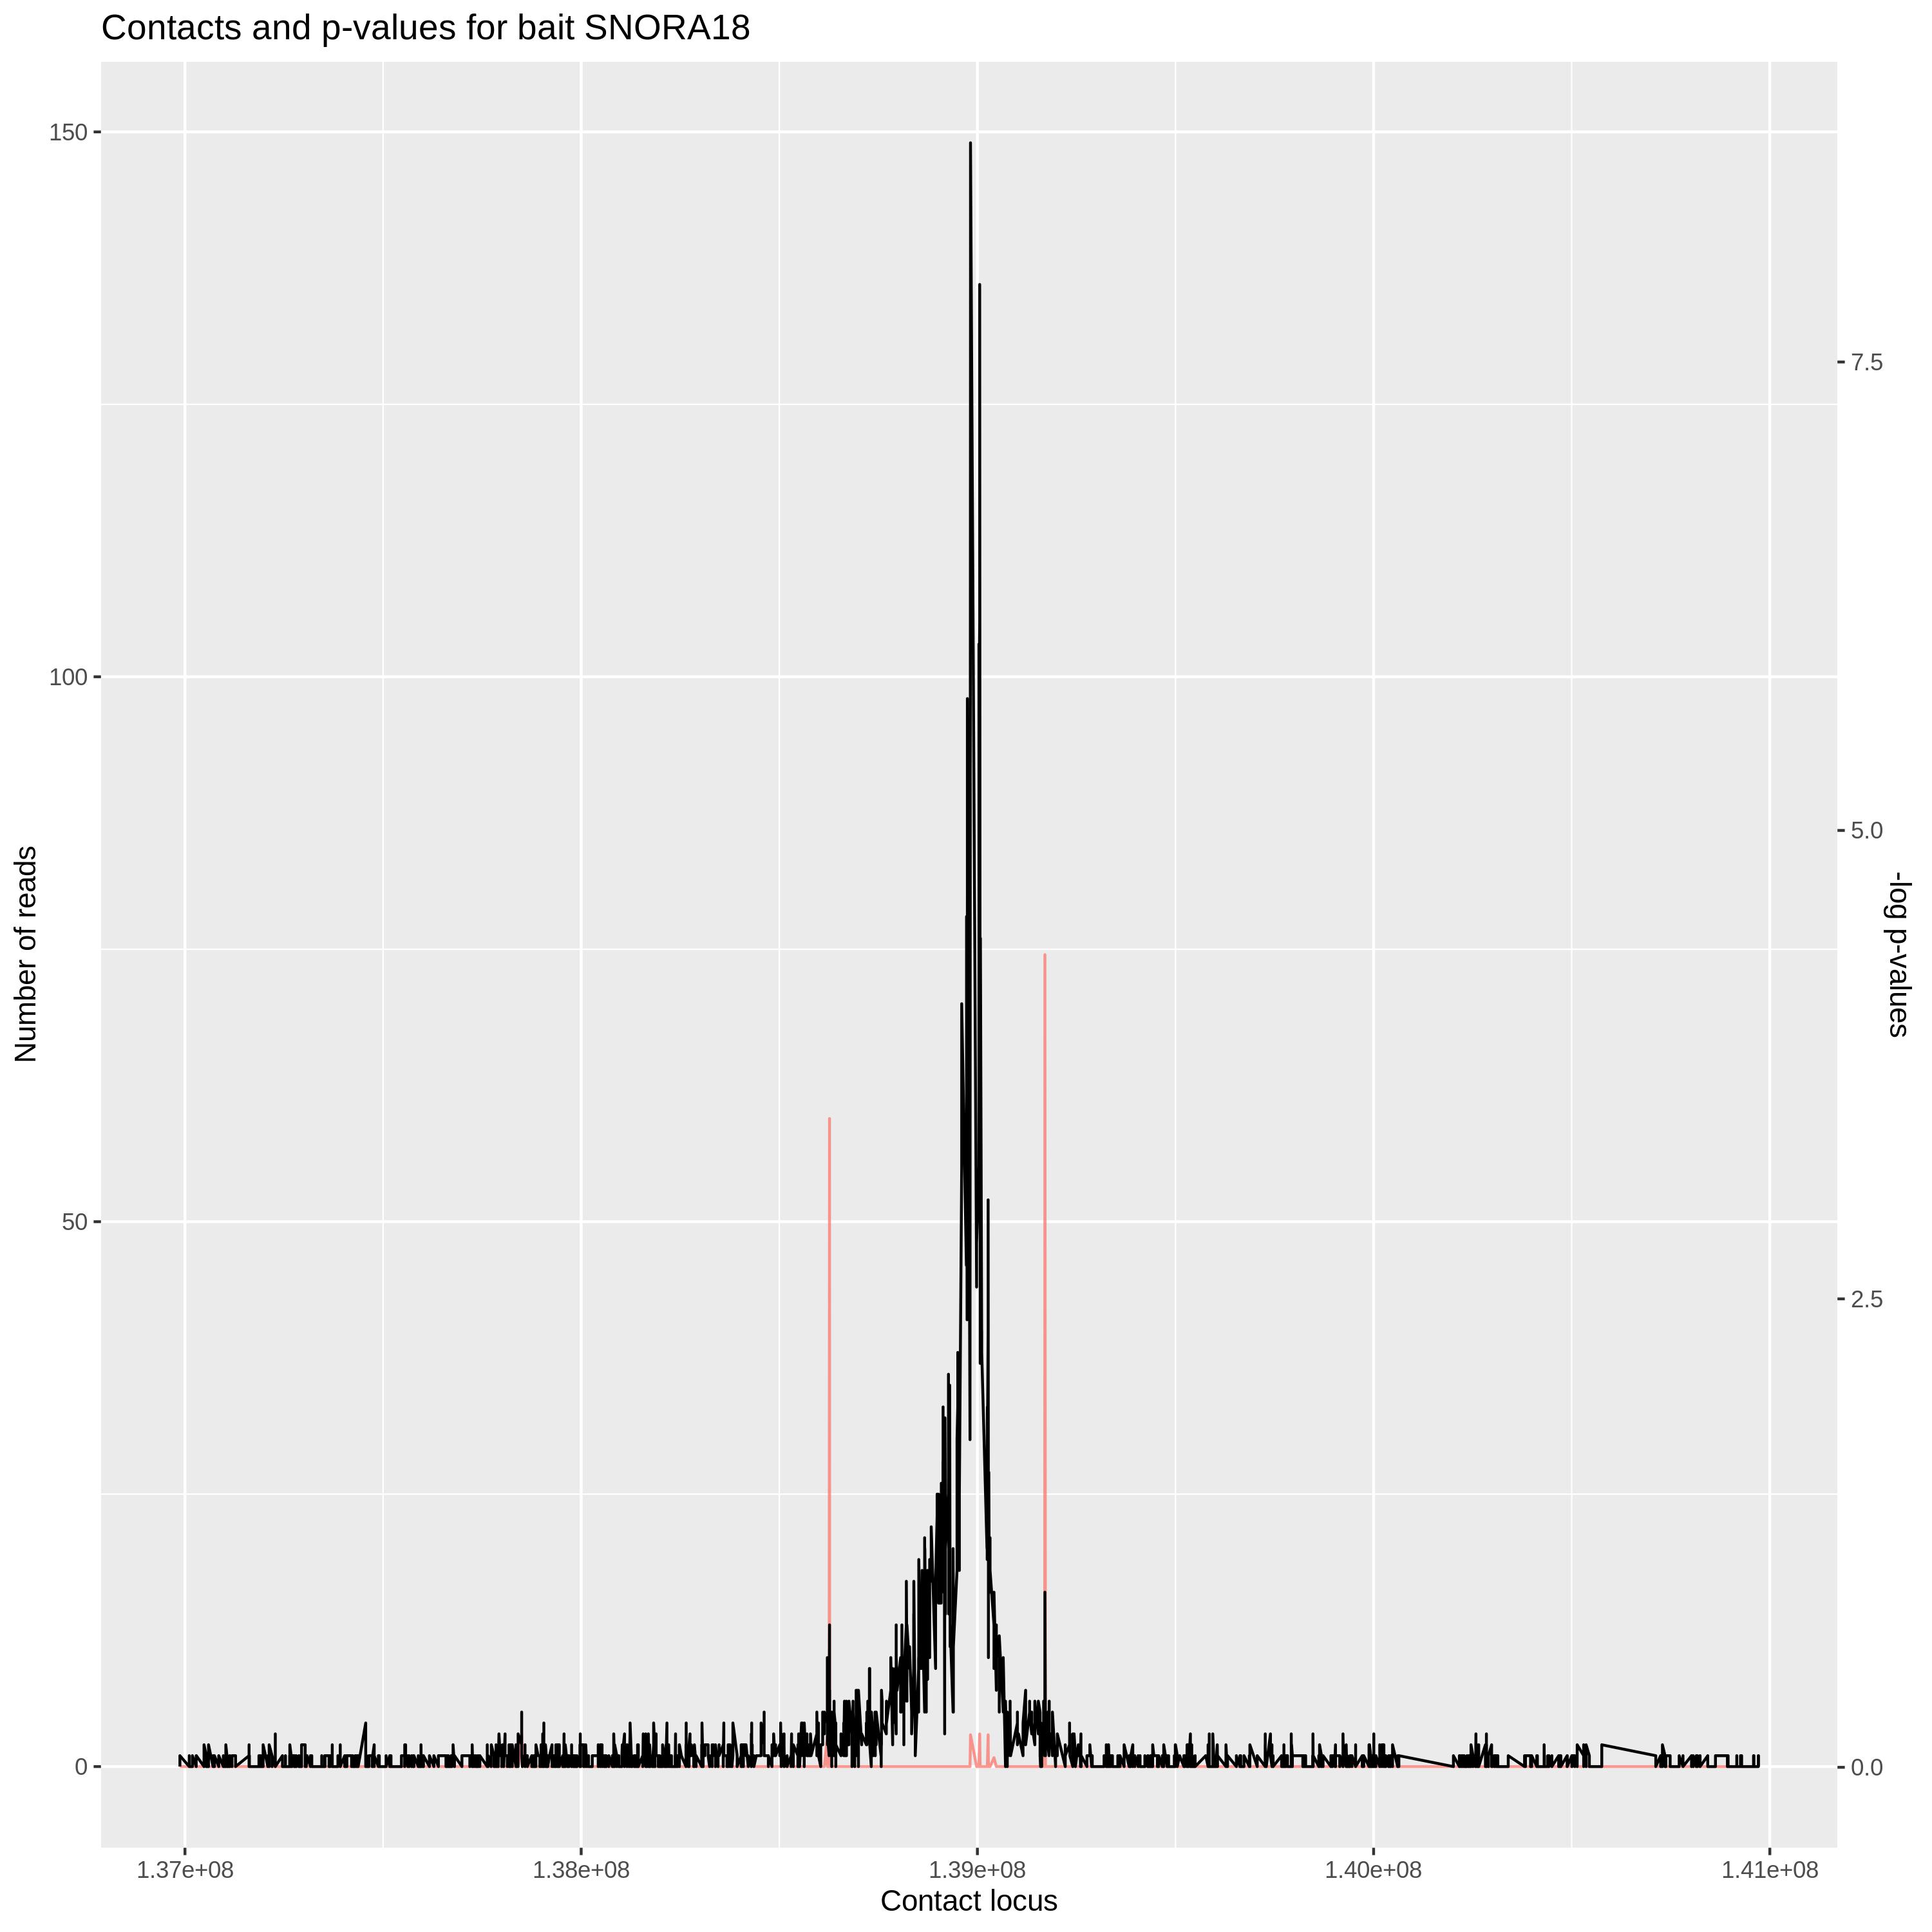 Contacts and p-values for bait SNORA18
150
100
50
0
Number of reads
7.5
5.0
2.5
0.0
-log p-values
1.37e+08
1.38e+08
1.39e+08
1.40e+08
1.41e+08
Contact locus